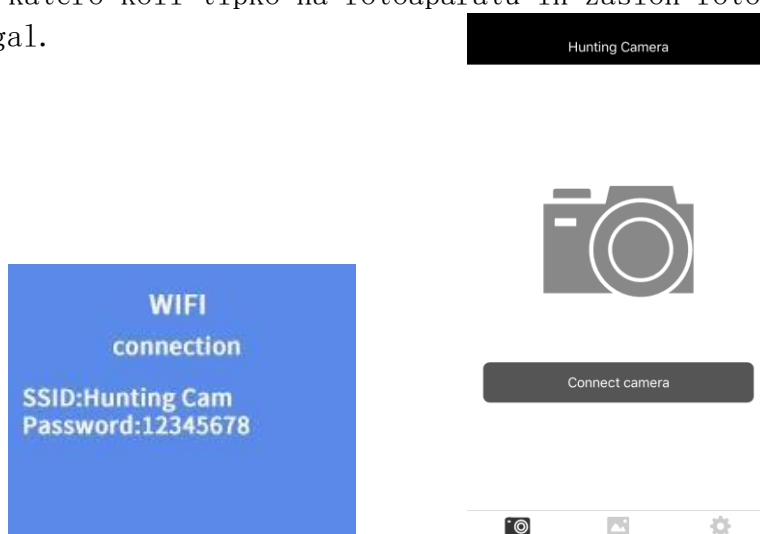 katero koli tipko na fotoaparatu in zaslon foto
gal.
Hunting Camera
WIFI
connection
SSID:Hunting Cam
Password:12345678
Connect camera